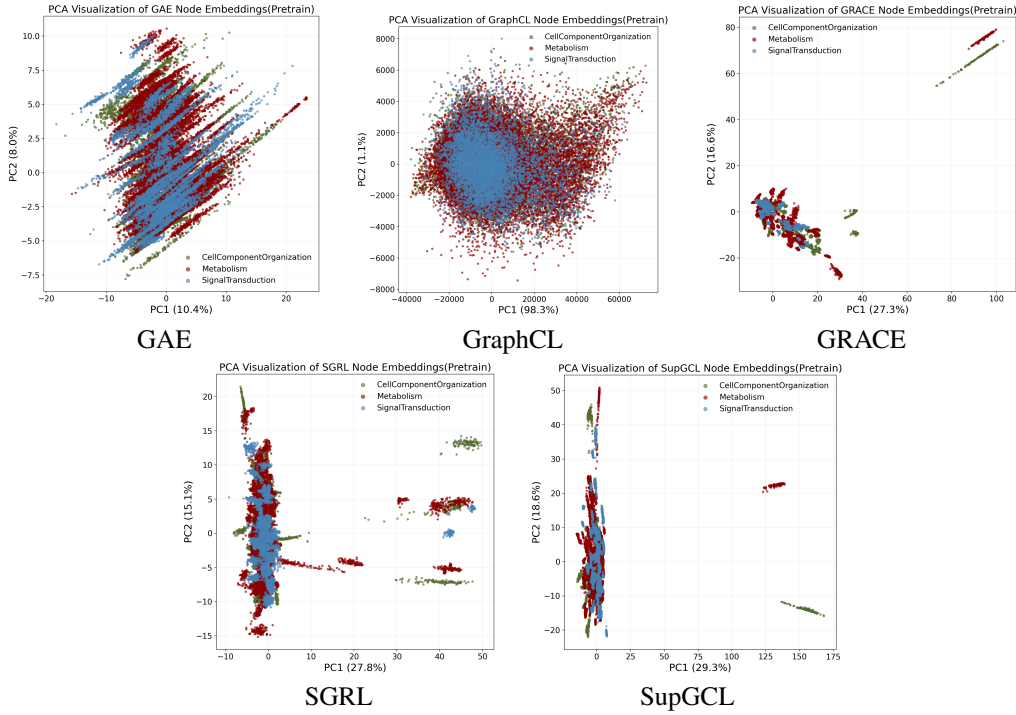 PCA Visualization of GAE Node Embeddings(Pretrain)
10.0
7.5
5.0
2.5
0.0
−2.5
−5.0
−7.5
PC2 (8.0%)
CellComponentOrganization
Metabolism
SignalTransduction
−20
−10
0
10
20
PC1 (10.4%)
GAE
PCA Visualization of GraphCL Node Embeddings(Pretrain)
8000
6000
4000
2000
0
−2000
−4000
−6000
−8000
PC2 (1.1%)
CellComponentOrganization
Metabolism
SignalTransduction
−40000
−20000
0
20000
40000
60000
PC1 (98.3%)
GraphCL
PCA Visualization of GRACE Node Embeddings(Pretrain)
80
60
40
20
0
−20
PC2 (16.6%)
CellComponentOrganization
Metabolism
SignalTransduction
0
20
40
60
80
100
PC1 (27.3%)
GRACE
PCA Visualization of SGRL Node Embeddings(Pretrain)
20
15
10
5
0
−5
−10
−15
PC2 (15.1%)
CellComponentOrganization
Metabolism
SignalTransduction
−10
0
10
20
30
40
50
PC1 (27.8%)
SGRL
PCA Visualization of SupGCL Node Embeddings(Pretrain)
50
40
30
20
10
0
−10
−20
PC2 (18.6%)
CellComponentOrganization
Metabolism
SignalTransduction
−25
0
25
50
75
100
125
150
175
PC1 (29.3%)
SupGCL